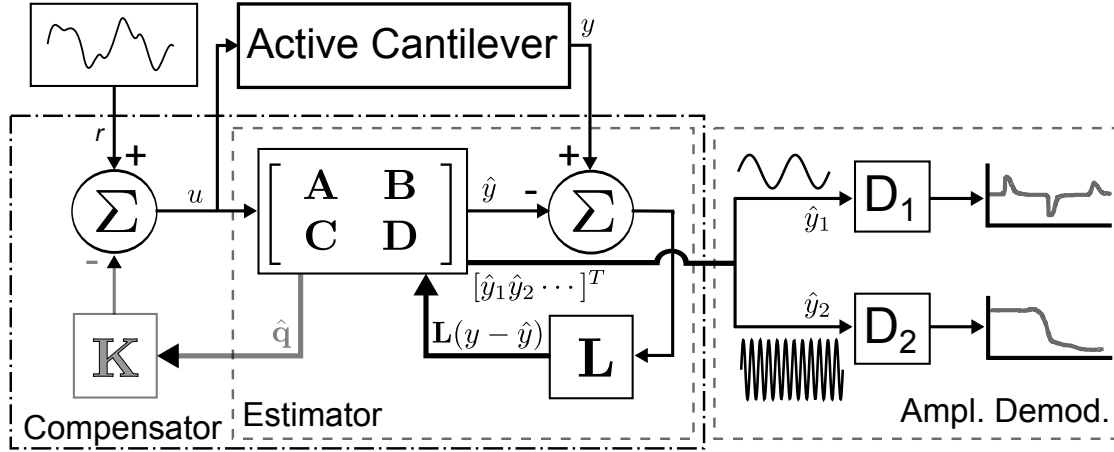 Active Cantilever
y
r
+
+
u
A B
ŷ
-
Σ
Σ
C D
ŷ₁
D₁
-
[ŷ₁ŷ₂ ⋯]ᵀ
q̂
L(y − ŷ)
ŷ₂
D₂
K
L
Estimator
Compensator
Ampl. Demod.